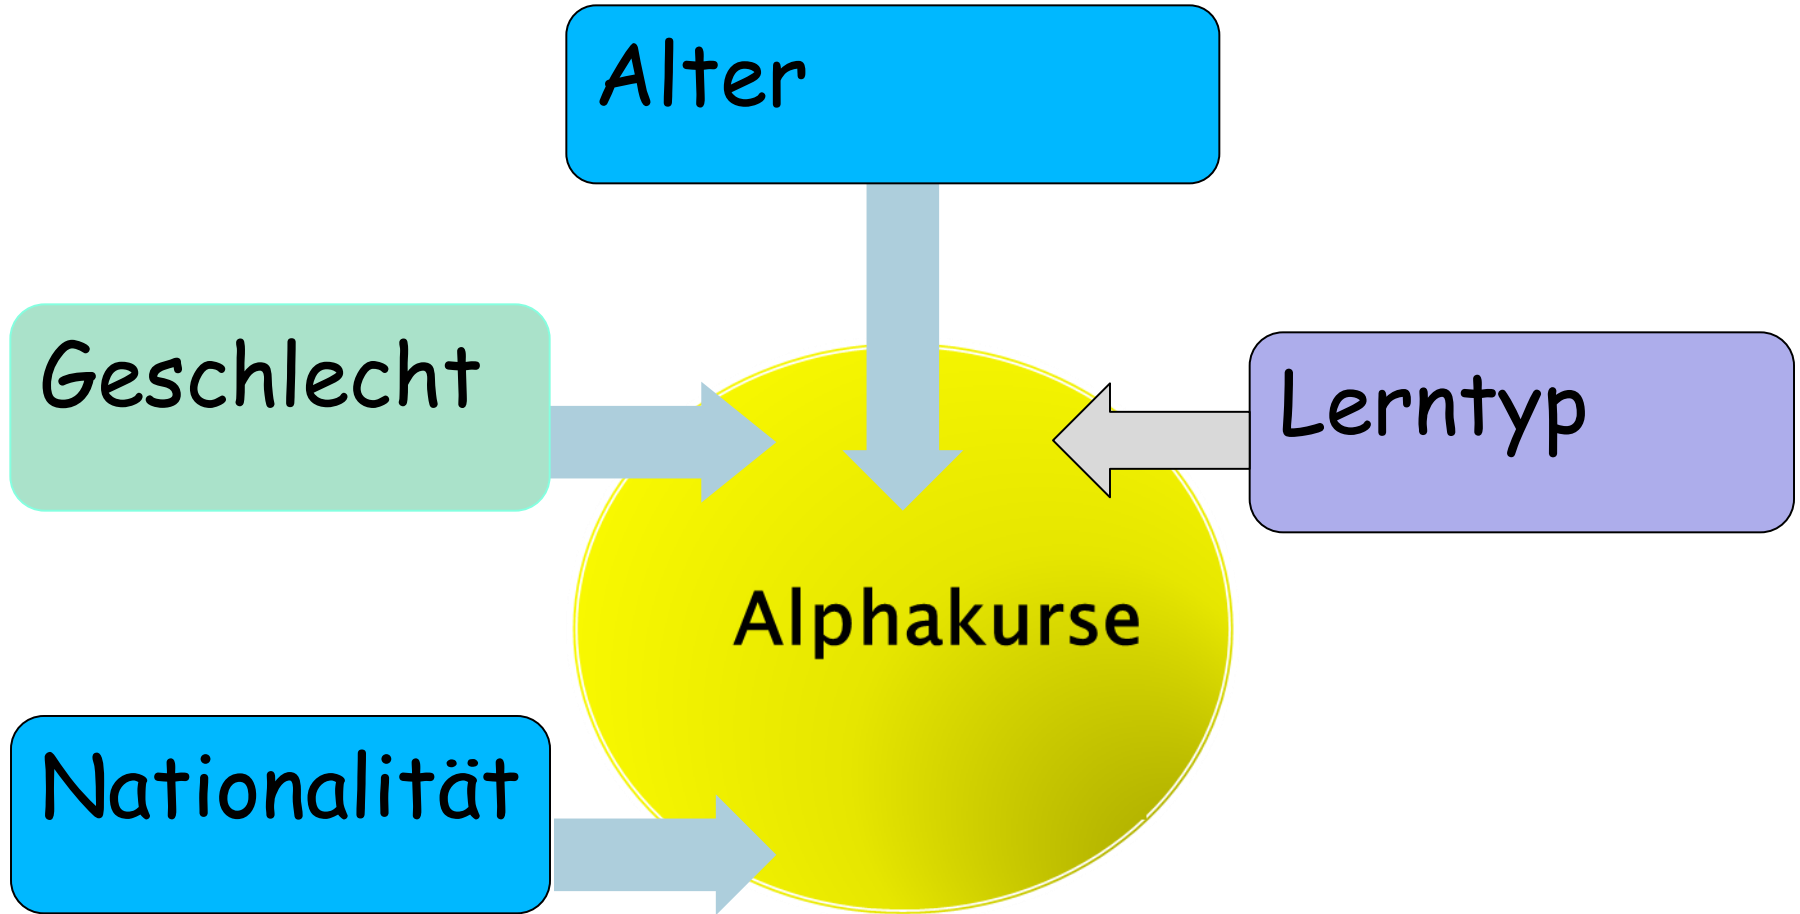 Alter
Geschlecht
Lerntyp
Alphakurse
Nationalität